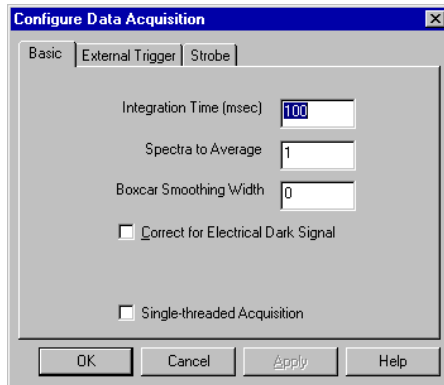 Configure Data Acquisition
Basic External Trigger Strobe
Integration Time (msec) 100
Spectra to Average 1
Boxcar Smoothing Width 0
Correct for Electrical Dark Signal
Single-threaded Acquisition
OK Cancel Apply Help